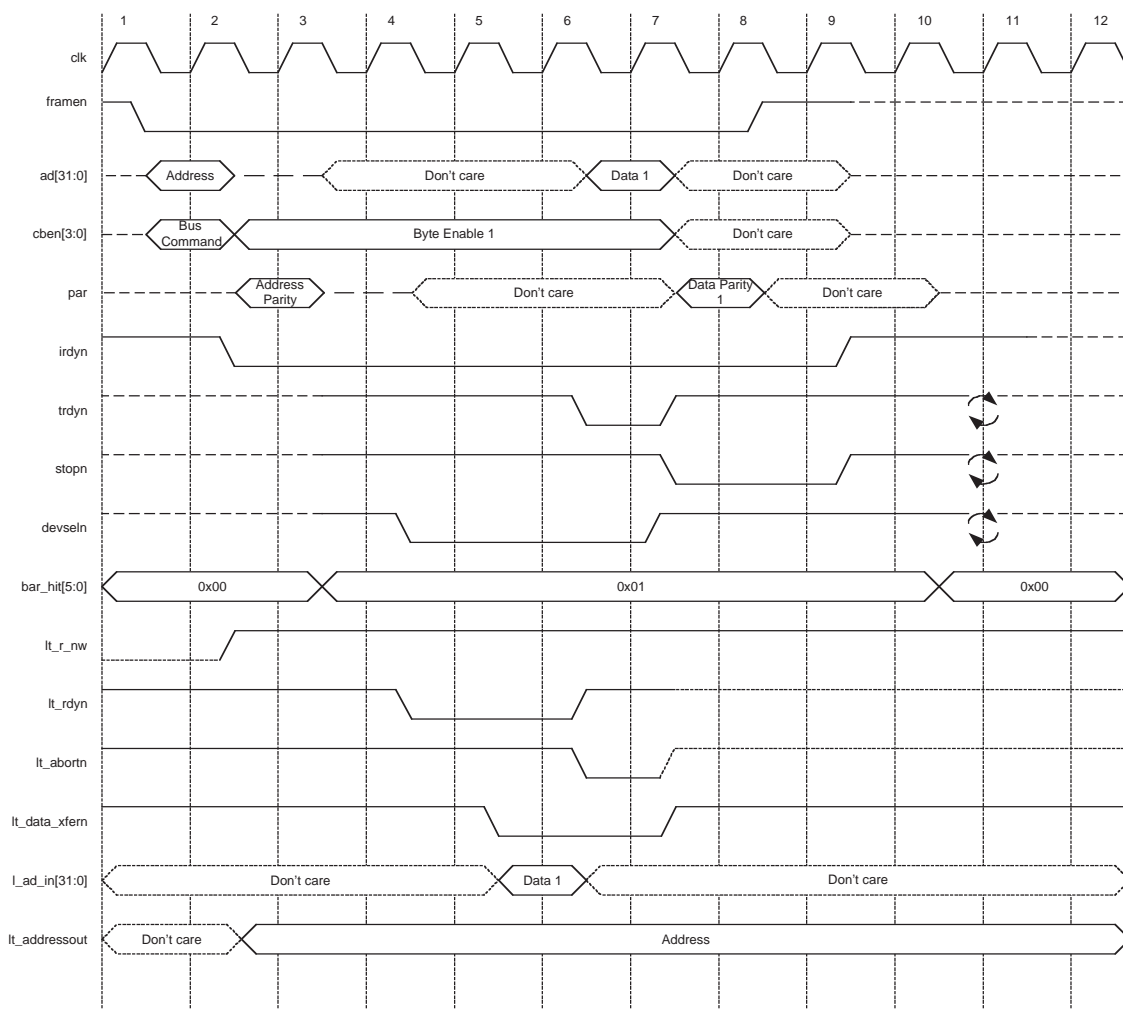 1 2 3 4 5 6 7 8 9 10 11 12
clk
framen
ad[31:0] Address Don't care Data 1 Don't care
cben[3:0] Bus Command Byte Enable 1 Don't care
par Address Parity Don't care Data Parity 1 Don't care
irdyn
trdyn
stopn
devseln
bar_hit[5:0] 0x00 0x01 0x00
lt_r_nw
lt_rdyn
lt_abortn
lt_data_xfern
l_ad_in[31:0] Don't care Data 1 Don't care
lt_addressout Don't care Address